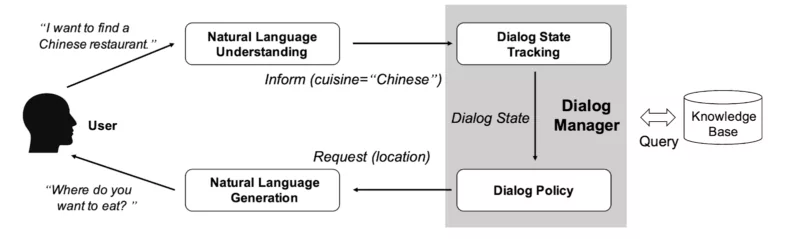 “I want to find a
Chinese restaurant.”
Natural Language
Understanding
Dialog State
Tracking
Inform (cuisine=“Chinese”)
User
Dialog State
Dialog
Manager
Query
Knowledge
Base
Request (location)
“Where do you
want to eat? ”
Natural Language
Generation
Dialog Policy